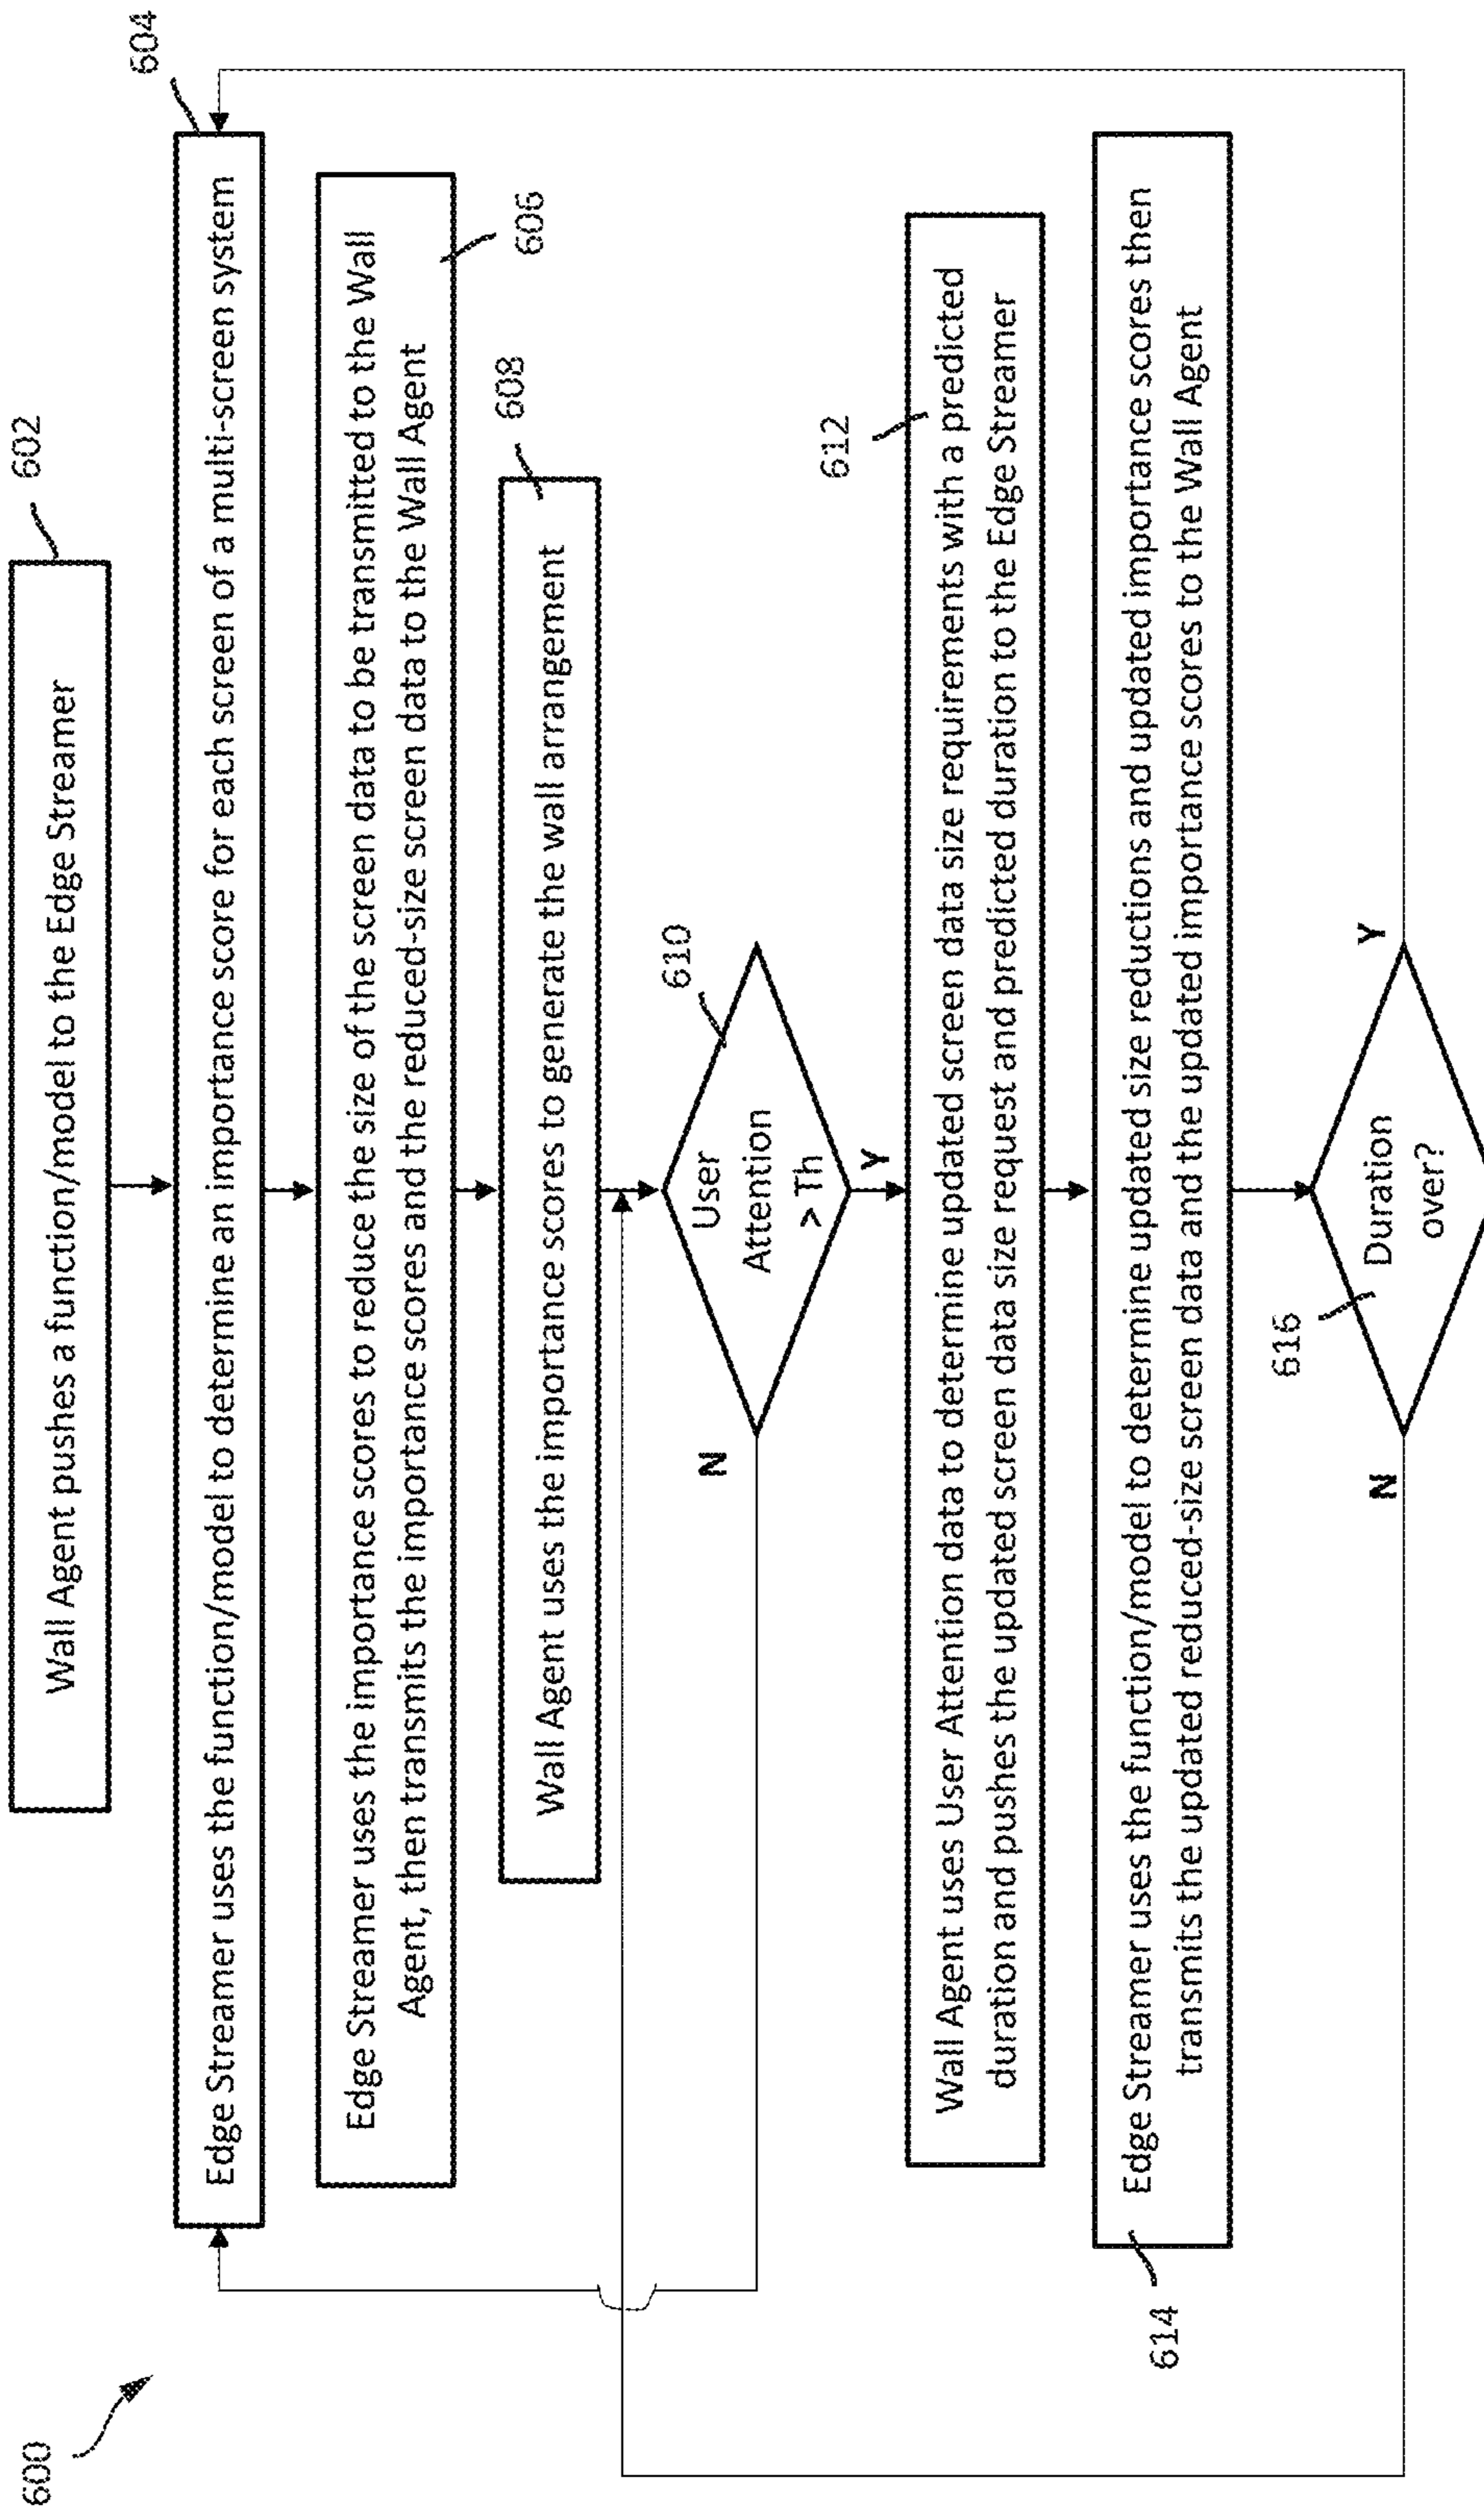 600
602
Wall Agent pushes a function/model to the Edge Streamer
604
Edge Streamer uses the function/model to determine an importance score for each screen of a multi-screen system
606
Edge Streamer uses the importance scores to reduce the size of the screen data to be transmitted to the Wall
Agent, then transmits the importance scores and the reduced-size screen data to the Wall Agent
608
Wall Agent uses the importance scores to generate the wall arrangement
610
User
Attention
> Th
N
Y
612
Wall Agent uses User Attention data to determine updated screen data size requirements with a predicted
duration and pushes the updated screen data size request and predicted duration to the Edge Streamer
614
Edge Streamer uses the function/model to determine updated size reductions and updated importance scores then
transmits the updated reduced-size screen data and the updated importance scores to the Wall Agent
616
Duration
over?
N
Y